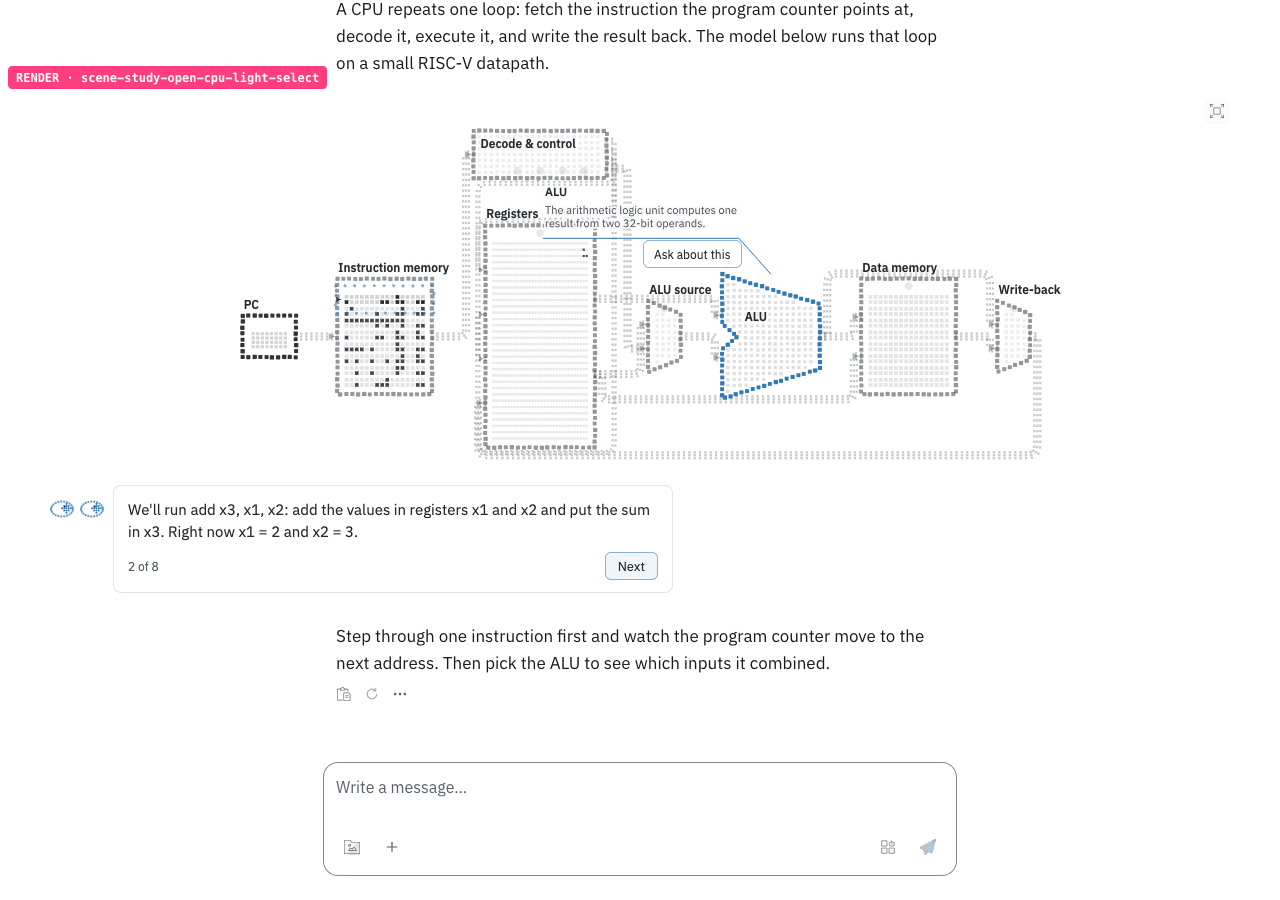 A CPU repeats one loop: fetch the instruction the program counter points at,
decode it, execute it, and write the result back. The model below runs that loop
on a small RISC-V datapath.
RENDER · scene-study-open-cpu-light-select
Decode & control
ALU
The arithmetic logic unit computes one
result from two 32-bit operands.
Registers
Ask about this
Instruction memory
Data memory
ALU source
Write-back
PC
ALU
We'll run add x3, x1, x2: add the values in registers x1 and x2 and put the sum
in x3. Right now x1 = 2 and x2 = 3.
2 of 8
Next
Step through one instruction first and watch the program counter move to the
next address. Then pick the ALU to see which inputs it combined.
Write a message...